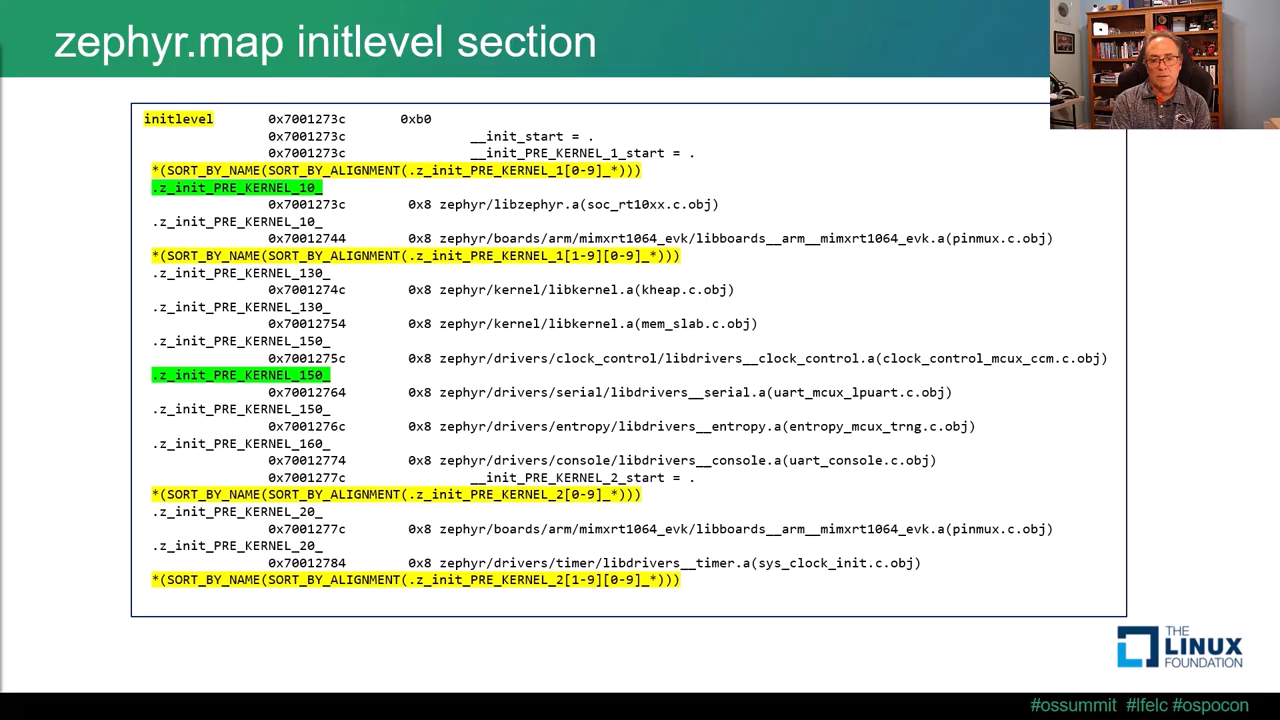 zephyr.map initlevel section
initlevel 0x7001273c 0xb0
0x7001273c __init_start = .
0x7001273c __init_PRE_KERNEL_1_start = .
*(SORT_BY_NAME(SORT_BY_ALIGNMENT(.z_init_PRE_KERNEL_1[0-9]_*)))
.z_init_PRE_KERNEL_10_
0x7001273c 0x8 zephyr/libzephyr.a(soc_rt10xx.c.obj)
.z_init_PRE_KERNEL_10_
0x70012744 0x8 zephyr/boards/arm/mimxrt1064_evk/libboards__arm__mimxrt1064_evk.a(pinmux.c.obj)
*(SORT_BY_NAME(SORT_BY_ALIGNMENT(.z_init_PRE_KERNEL_1[1-9][0-9]_*)))
.z_init_PRE_KERNEL_130_
0x7001274c 0x8 zephyr/kernel/libkernel.a(kheap.c.obj)
.z_init_PRE_KERNEL_130_
0x70012754 0x8 zephyr/kernel/libkernel.a(mem_slab.c.obj)
.z_init_PRE_KERNEL_150_
0x7001275c 0x8 zephyr/drivers/clock_control/libdrivers__clock_control.a(clock_control_mcux_ccm.c.obj)
.z_init_PRE_KERNEL_150_
0x70012764 0x8 zephyr/drivers/serial/libdrivers__serial.a(uart_mcux_lpuart.c.obj)
.z_init_PRE_KERNEL_150_
0x7001276c 0x8 zephyr/drivers/entropy/libdrivers__entropy.a(entropy_mcux_trng.c.obj)
.z_init_PRE_KERNEL_160_
0x70012774 0x8 zephyr/drivers/console/libdrivers__console.a(uart_console.c.obj)
0x7001277c __init_PRE_KERNEL_2_start = .
*(SORT_BY_NAME(SORT_BY_ALIGNMENT(.z_init_PRE_KERNEL_2[0-9]_*)))
.z_init_PRE_KERNEL_20_
0x7001277c 0x8 zephyr/boards/arm/mimxrt1064_evk/libboards__arm__mimxrt1064_evk.a(pinmux.c.obj)
.z_init_PRE_KERNEL_20_
0x70012784 0x8 zephyr/drivers/timer/libdrivers__timer.a(sys_clock_init.c.obj)
*(SORT_BY_NAME(SORT_BY_ALIGNMENT(.z_init_PRE_KERNEL_2[1-9][0-9]_*)))
THE
LINUX
FOUNDATION
#ossummit #lfelc #ospocon